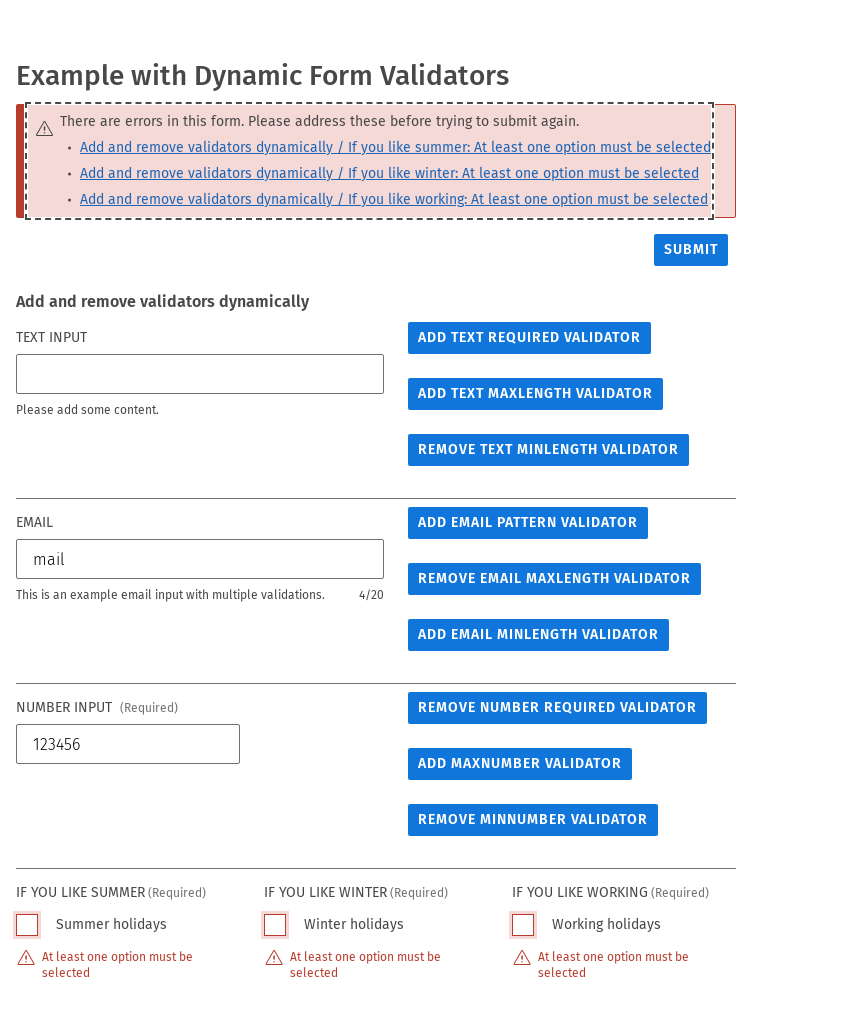 Example with Dynamic Form Validators
There are errors in this form. Please address these before trying to submit again.
• Add and remove validators dynamically / If you like summer: At least one option must be selected
• Add and remove validators dynamically / If you like winter: At least one option must be selected
• Add and remove validators dynamically / If you like working: At least one option must be selected
SUBMIT
Add and remove validators dynamically
TEXT INPUT
Please add some content.
ADD TEXT REQUIRED VALIDATOR
ADD TEXT MAXLENGTH VALIDATOR
REMOVE TEXT MINLENGTH VALIDATOR
EMAIL
mail
This is an example email input with multiple validations. 4/20
ADD EMAIL PATTERN VALIDATOR
REMOVE EMAIL MAXLENGTH VALIDATOR
ADD EMAIL MINLENGTH VALIDATOR
NUMBER INPUT (Required)
123456
REMOVE NUMBER REQUIRED VALIDATOR
ADD MAXNUMBER VALIDATOR
REMOVE MINNUMBER VALIDATOR
IF YOU LIKE SUMMER (Required)
Summer holidays
At least one option must be
selected
IF YOU LIKE WINTER (Required)
Winter holidays
At least one option must be
selected
IF YOU LIKE WORKING (Required)
Working holidays
At least one option must be
selected